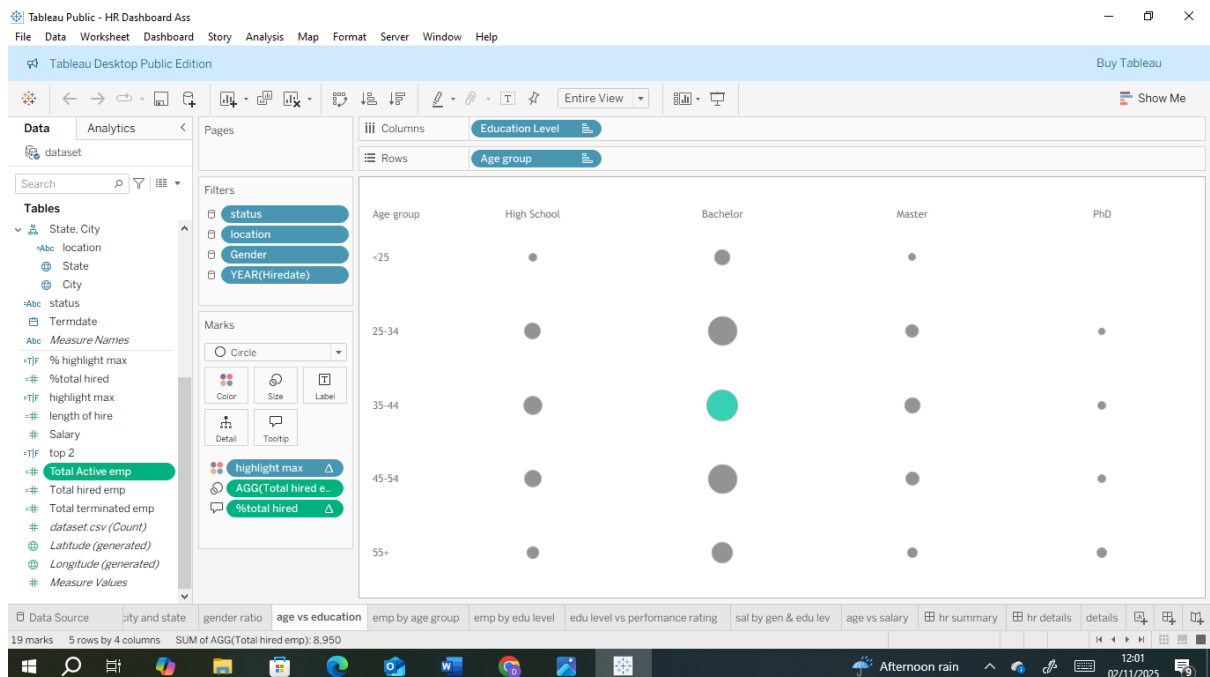 Tableau Public - HR Dashboard Ass
File Data Worksheet Dashboard Story Analysis Map Format Server Window Help
Tableau Desktop Public Edition
Buy Tableau
Entire View
Show Me
Data Analytics
dataset
Search
Tables
State, City
Abc location
State
City
=Abc status
Termdate
Abc Measure Names
=T|F % highlight max
=# %total hired
=T|F highlight max
=# length of hire
# Salary
=T|F top 2
=# Total Active emp
=# Total hired emp
=# Total terminated emp
# dataset.csv (Count)
Latitude (generated)
Longitude (generated)
# Measure Values
Pages
Filters
status
location
Gender
YEAR(Hiredate)
Marks
Circle
Color Size Label
T
Detail Tooltip
highlight max Δ
AGG(Total hired e..
%total hired Δ
iii Columns Education Level
Rows Age group
Age group High School Bachelor Master PhD
<25
25-34
35-44
45-54
55+
Data Source city and state gender ratio age vs education emp by age group emp by edu level edu level vs perfomance rating sal by gen & edu lev age vs salary hr summary hr details details
19 marks 5 rows by 4 columns SUM of AGG(Total hired emp): 8,950
Afternoon rain
12:01
02/11/2025